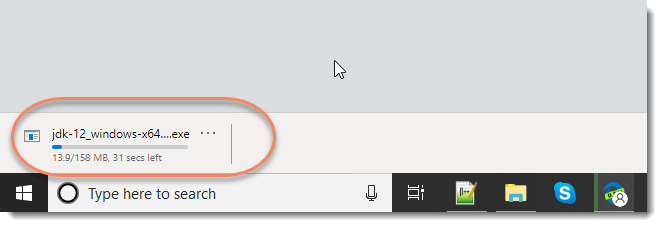 jdk-12_windows-x64....exe ...
13.9/158 MB, 31 secs left
Type here to search